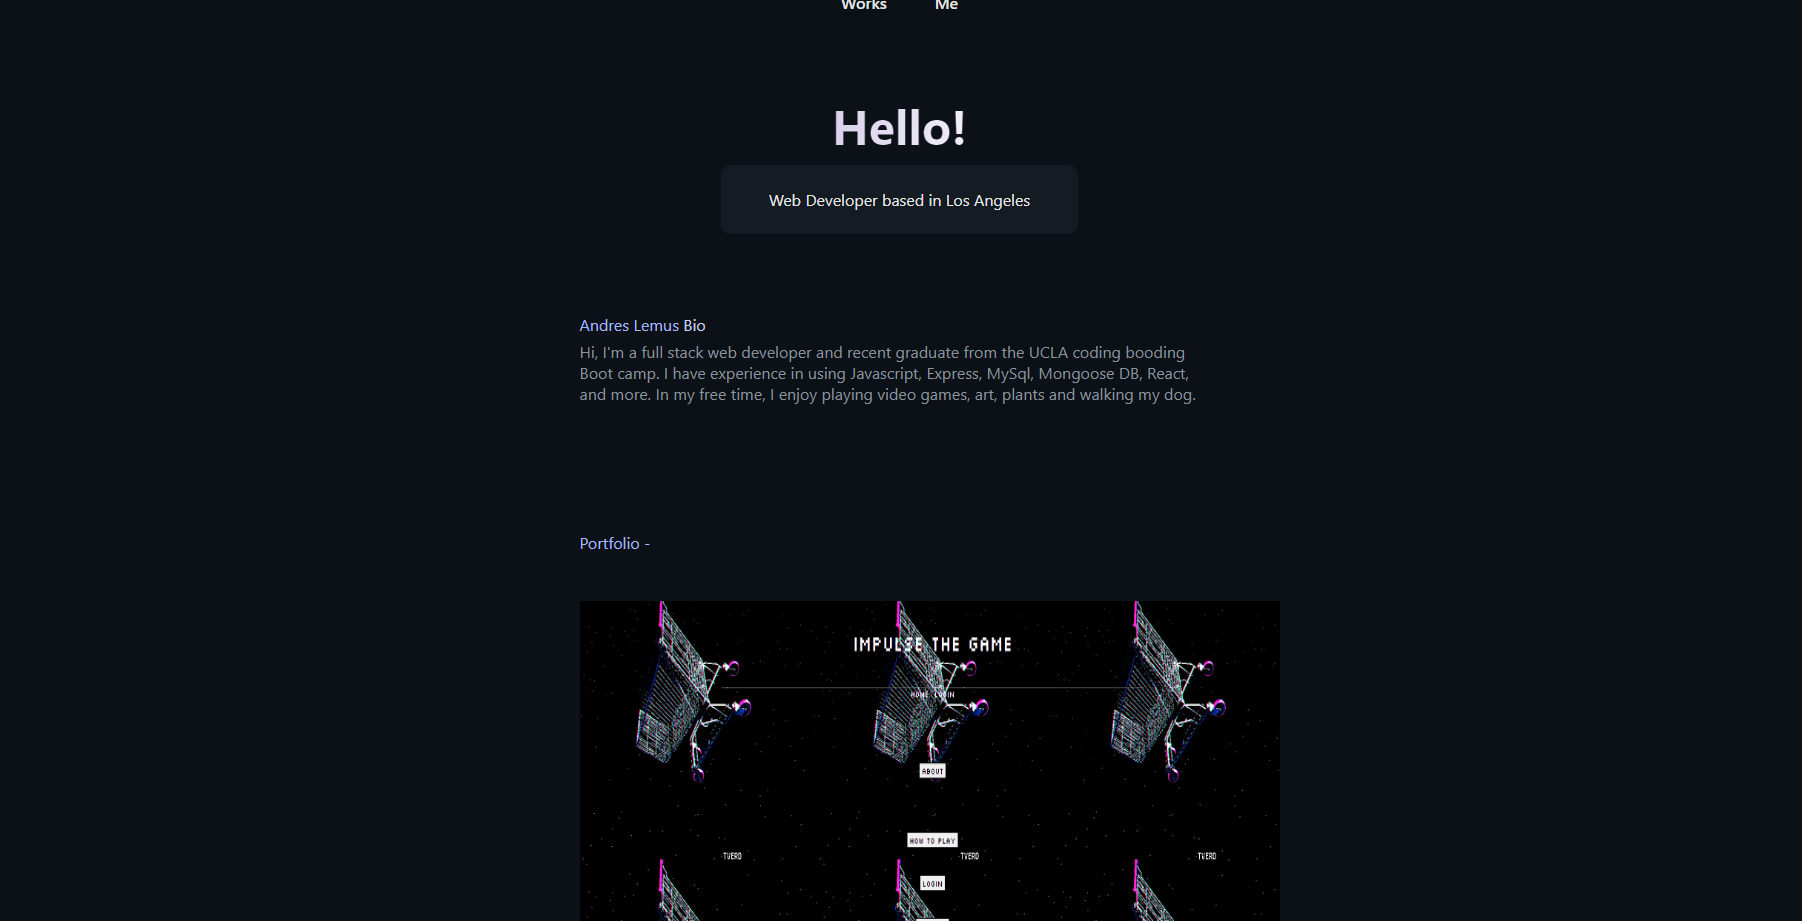 Works Me
Hello!
Web Developer based in Los Angeles
Andres Lemus Bio
Hi, I'm a full stack web developer and recent graduate from the UCLA coding booding
Boot camp. I have experience in using Javascript, Express, MySql, Mongoose DB, React,
and more. In my free time, I enjoy playing video games, art, plants and walking my dog.
Portfolio -
IMPULSE THE GAME
HOME LOGIN
ABOUT
HOW TO PLAY
TVERD TVERD TVERD
LOGIN